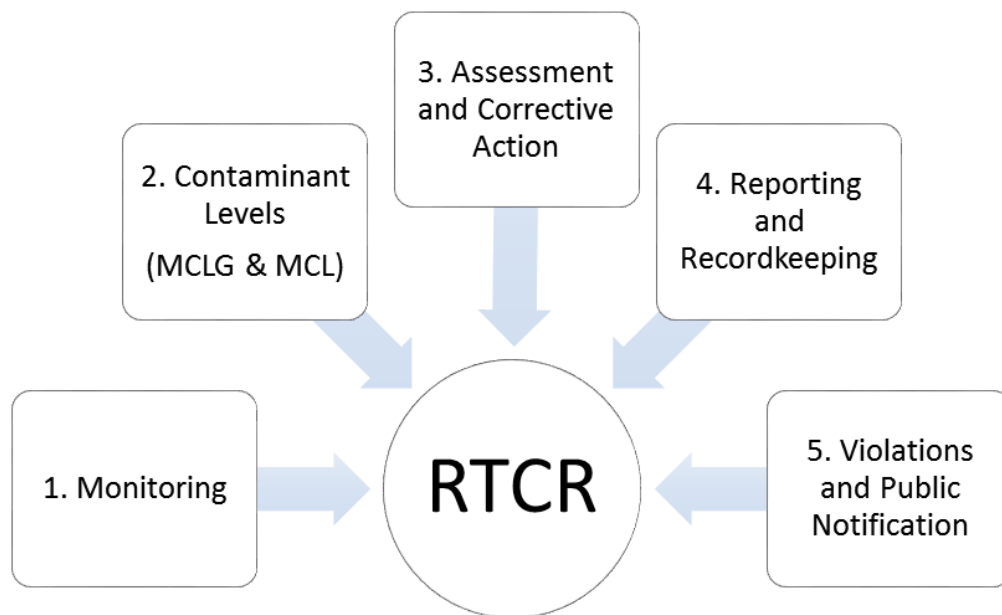 1. Monitoring
2. Contaminant
Levels
(MCLG & MCL)
3. Assessment
and Corrective
Action
4. Reporting
and
Recordkeeping
5. Violations
and Public
Notification
RTCR